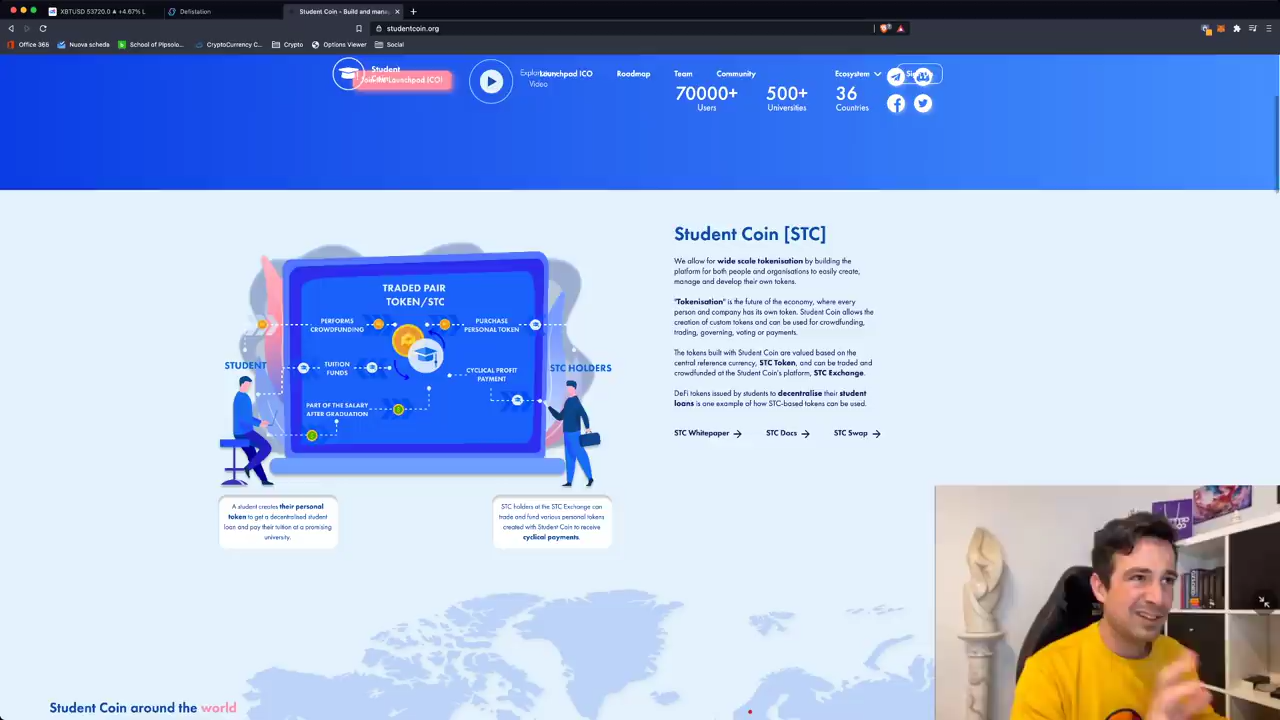 XBTUSD 53720.0 ▲ +4.67% L
Defistation
Student Coin - Build and mana
studentcoin.org
Office 365
Nuova scheda
School of Pipsolo...
CryptoCurrency C...
Crypto
Options Viewer
Social
Student
Join the Launchpad ICO!
Video
Launchpad ICO
Roadmap
Team
Community
Ecosystem
70000+
Users
500+
Universities
36
Countries
Student Coin [STC]
We allow for wide scale tokenisation by building the
platform for both people and organisations to easily create,
manage and develop their own tokens.
"Tokenisation" is the future of the economy, where every
person and company has its own token. Student Coin allows the
creation of custom tokens and can be used for crowdfunding,
trading, governing, voting or payments.
The tokens built with Student Coin are valued based on the
central reference currency, STC Token, and can be traded and
crowdfunded at the Student Coin's platform, STC Exchange.
DeFi tokens issued by students to decentralise their student
loans is one example of how STC-based tokens can be used.
STC Whitepaper
STC Docs
STC Swap
TRADED PAIR
TOKEN/STC
PERFORMS
CROWDFUNDING
PURCHASE
PERSONAL TOKEN
STUDENT
TUITION
FUNDS
CYCLICAL PROFIT
PAYMENT
STC HOLDERS
PART OF THE SALARY
AFTER GRADUATION
A student creates their personal
token to get a decentralised student
loan and pay their tuition at a promising
university.
STC holders at the STC Exchange can
trade and fund various personal tokens
created with Student Coin to receive
cyclical payments.
Student Coin around the world